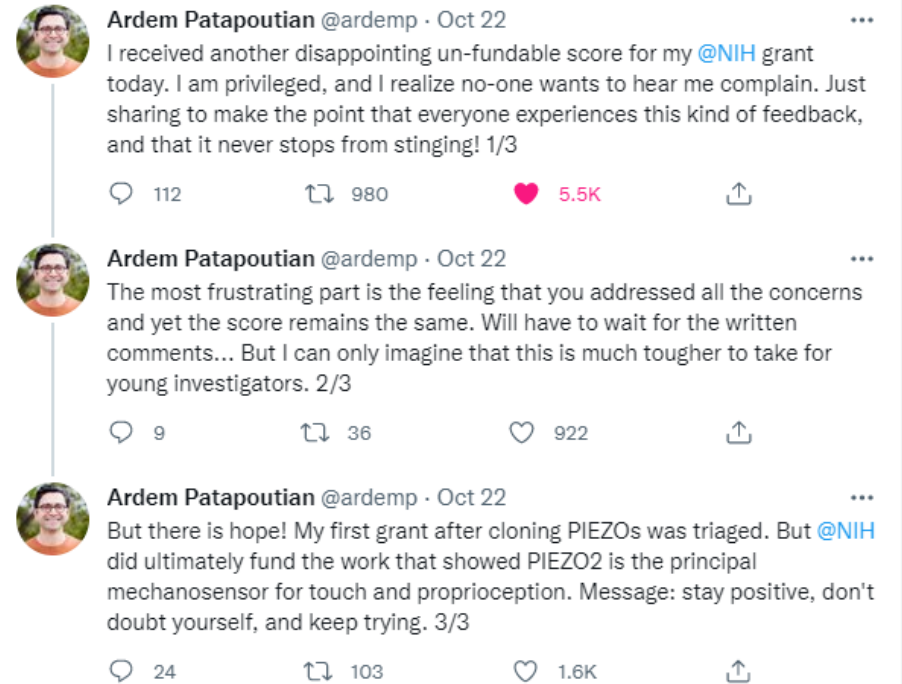 Ardem Patapoutian @ardemp · Oct 22
I received another disappointing un-fundable score for my @NIH grant
today. I am privileged, and I realize no-one wants to hear me complain. Just
sharing to make the point that everyone experiences this kind of feedback,
and that it never stops from stinging! 1/3
112 980 5.5K
Ardem Patapoutian @ardemp · Oct 22
The most frustrating part is the feeling that you addressed all the concerns
and yet the score remains the same. Will have to wait for the written
comments... But I can only imagine that this is much tougher to take for
young investigators. 2/3
9 36 922
Ardem Patapoutian @ardemp · Oct 22
But there is hope! My first grant after cloning PIEZOs was triaged. But @NIH
did ultimately fund the work that showed PIEZO2 is the principal
mechanosensor for touch and proprioception. Message: stay positive, don't
doubt yourself, and keep trying. 3/3
24 103 1.6K